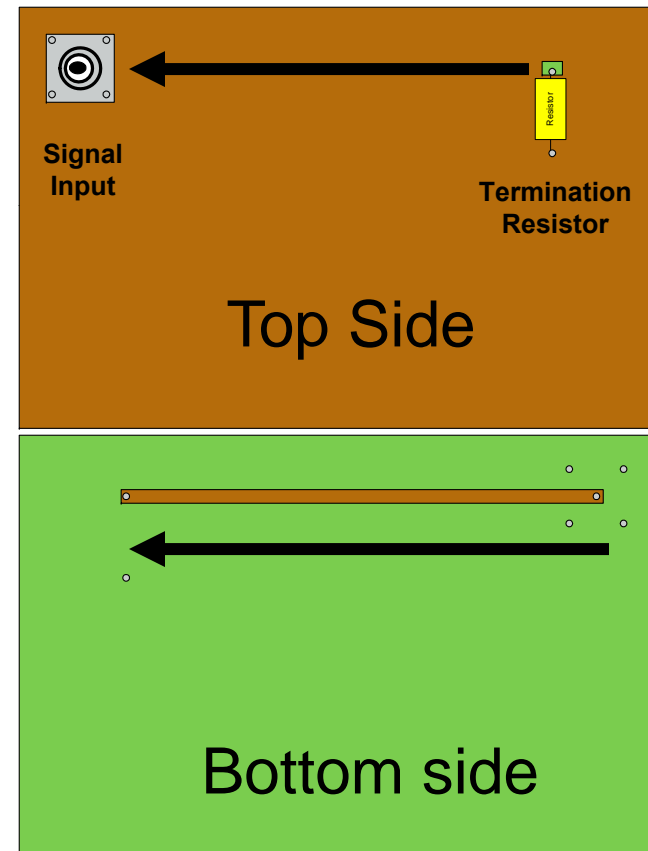 Resistor
Signal
Input
Termination
Resistor
Top Side
Bottom side